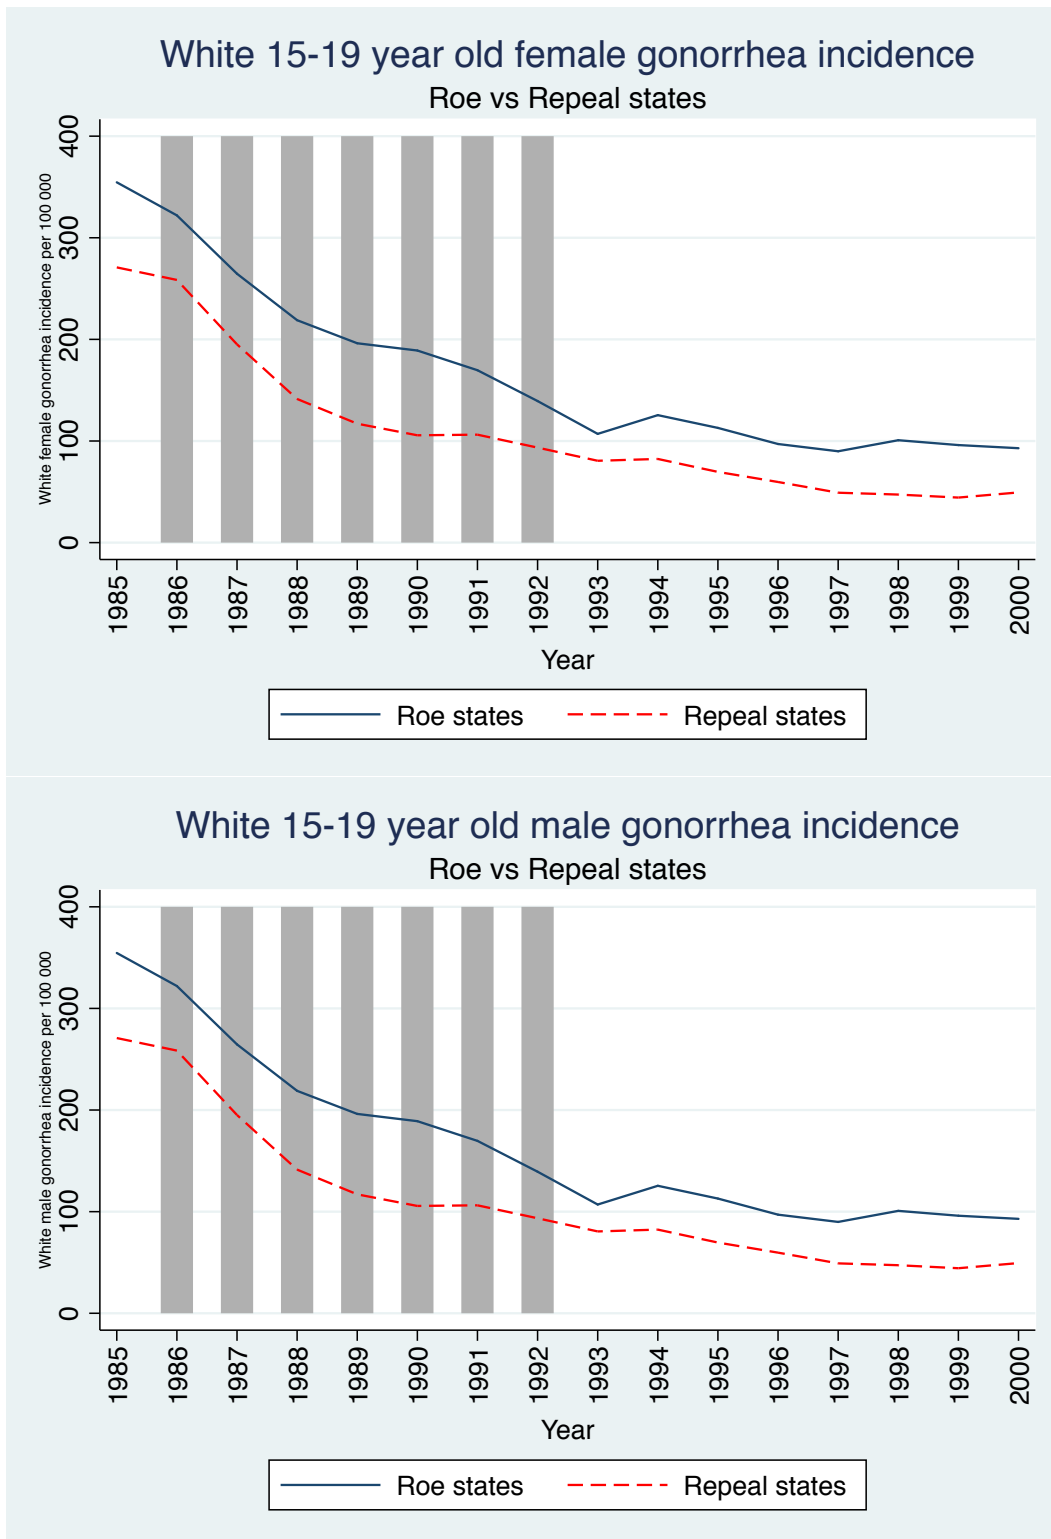 White 15-19 year old female gonorrhea incidence
Roe vs Repeal states
White female gonorrhea incidence per 100 000
400
300
200
100
0
1985 1986 1987 1988 1989 1990 1991 1992 1993 1994 1995 1996 1997 1998 1999 2000
Year
Roe states Repeal states
White 15-19 year old male gonorrhea incidence
Roe vs Repeal states
White male gonorrhea incidence per 100 000
400
300
200
100
0
1985 1986 1987 1988 1989 1990 1991 1992 1993 1994 1995 1996 1997 1998 1999 2000
Year
Roe states Repeal states